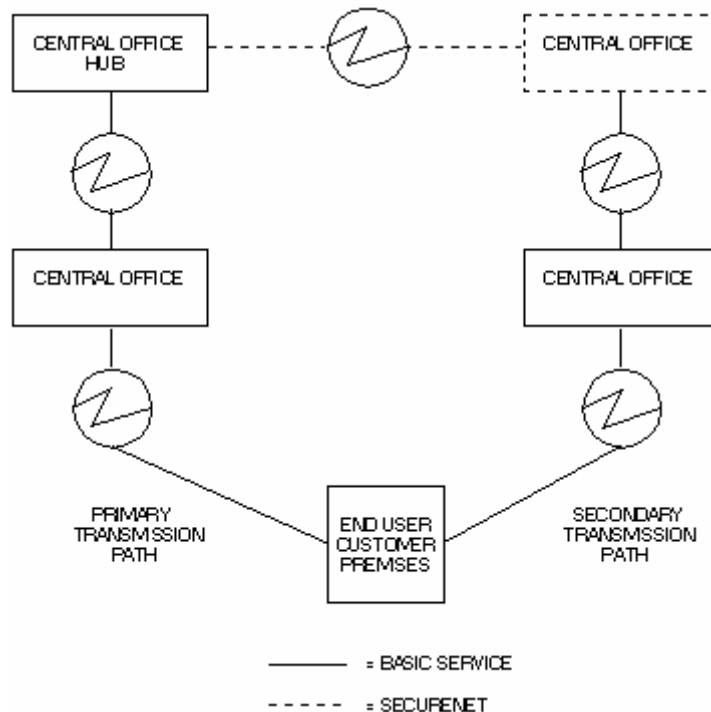 CENTRAL OFFICE
HUB
CENTRAL OFFICE
CENTRAL OFFICE
CENTRAL OFFICE
PRIMARY
TRANSMSSION
PATH
END USER
CUSTOMER
PREMSES
SECONDARY
TRANSMSSION
PATH
= BASIC SERVICE
= SECURENET